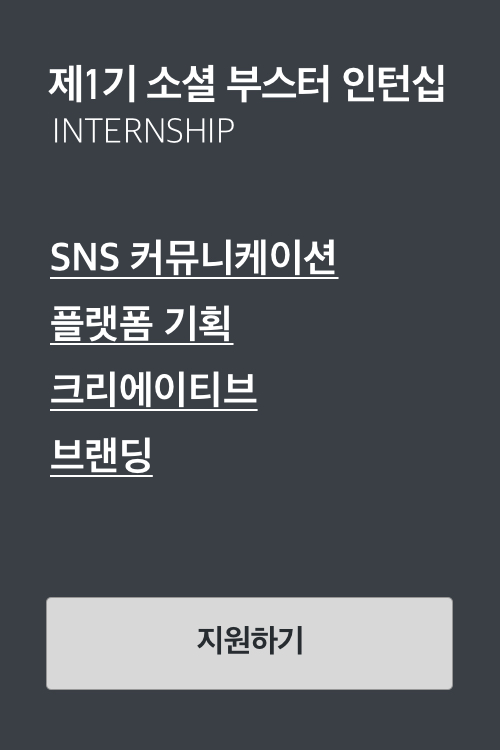 제1기 소셜 부스터 인턴십
INTERNSHIP
SNS 커뮤니케이션
플랫폼 기획
크리에이티브
브랜딩
지원하기